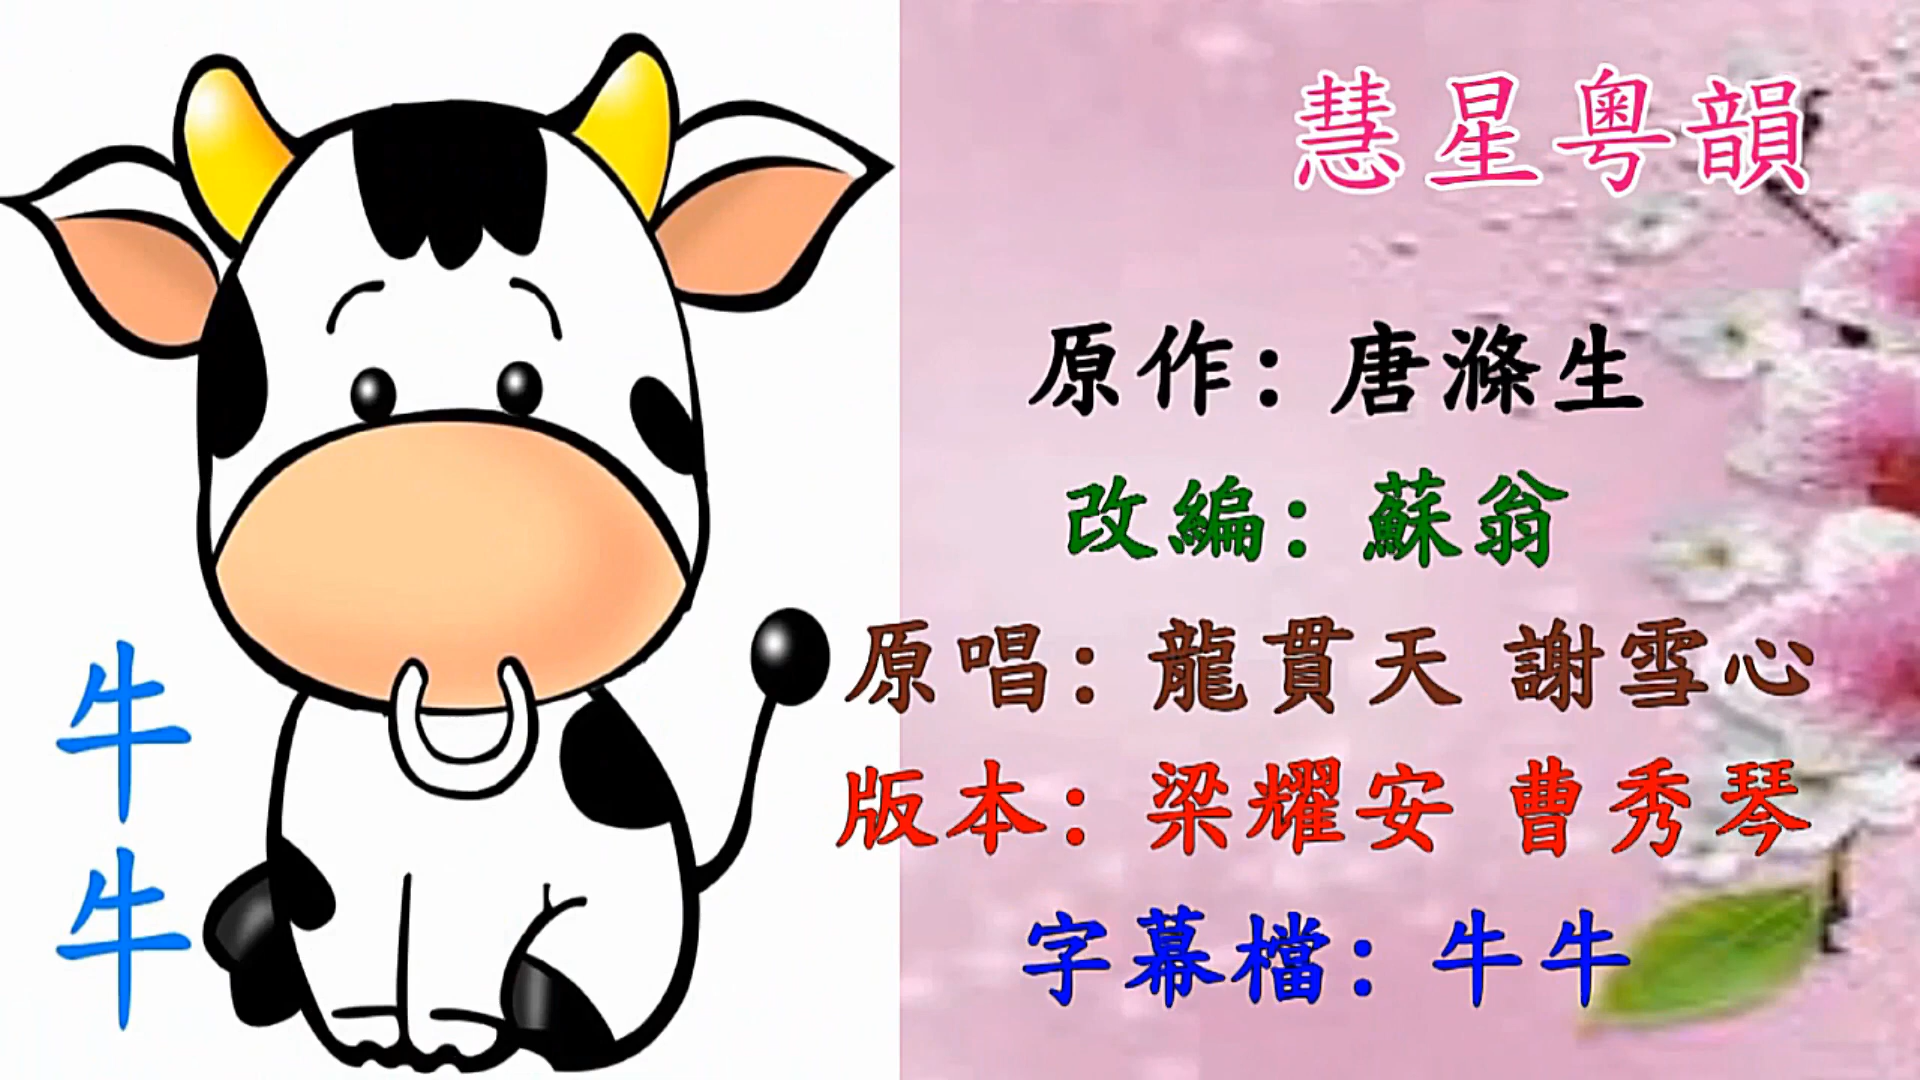 慧星粵韻
原作：唐滌生
改編：蘇翁
原唱：龍貫天 謝雪心
版本：梁耀安 曹秀琴
字幕檔：牛牛
牛牛